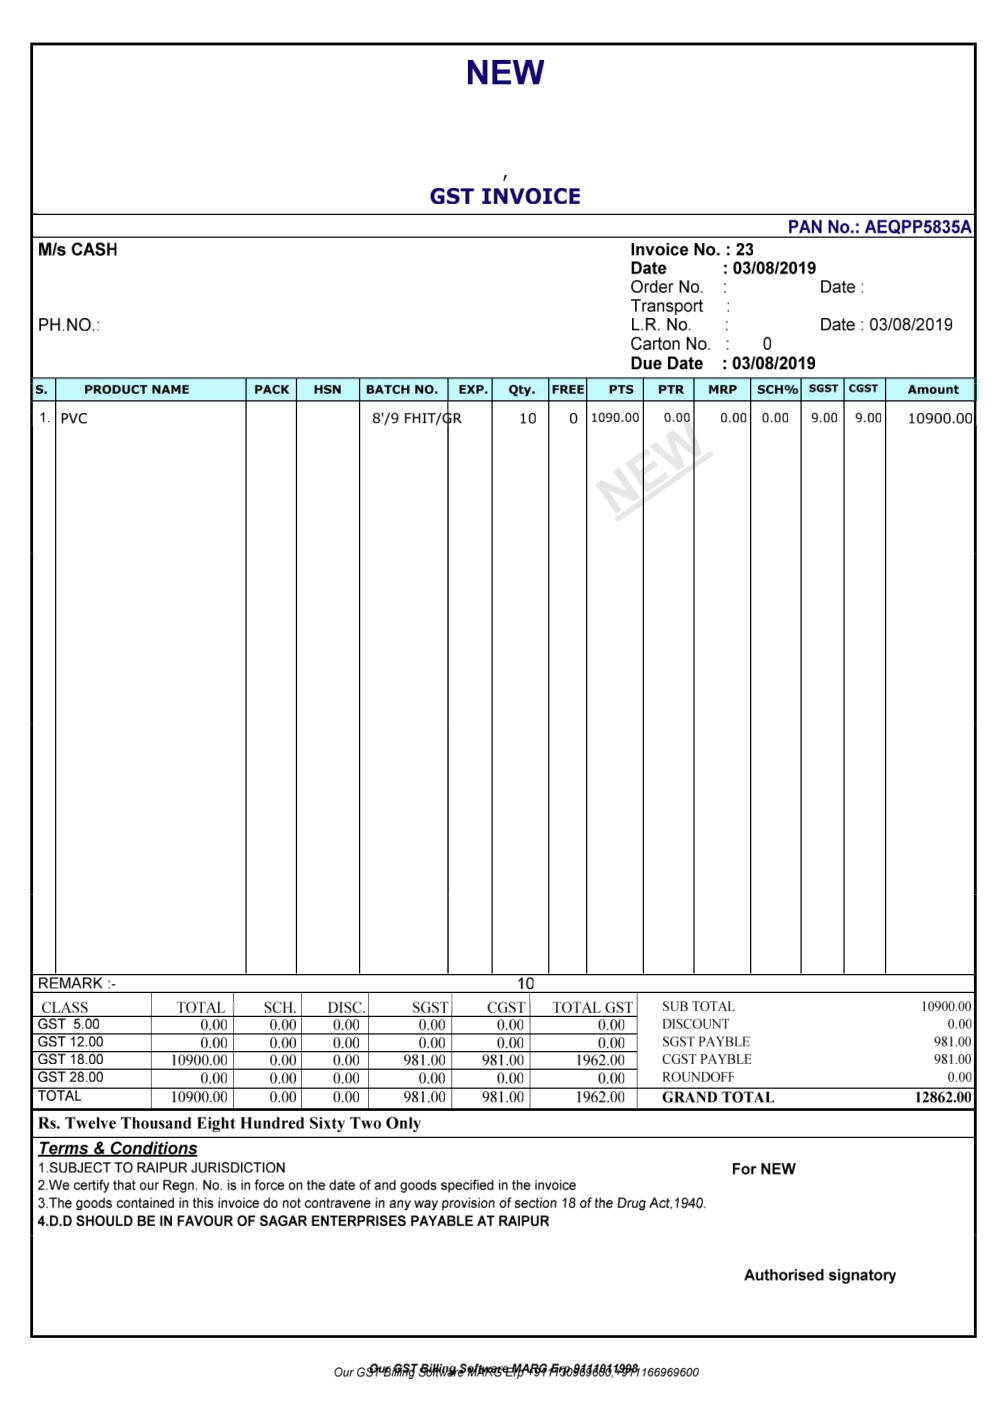 NEW
,
GST INVOICE
PAN No.: AEQPP5835A
M/s CASH
Invoice No. : 23
Date : 03/08/2019
Order No. : Date :
Transport :
PH.NO.: L.R. No. : Date : 03/08/2019
Carton No. : 0
Due Date : 03/08/2019
S. PRODUCT NAME PACK HSN BATCH NO. EXP. Qty. FREE PTS PTR MRP SCH% SGST CGST Amount
1. PVC 8'/9 FHIT/GR 10 0 1090.00 0.00 0.00 0.00 9.00 9.00 10900.00
NEW
REMARK :- 10
CLASS TOTAL SCH. DISC. SGST CGST TOTAL GST SUB TOTAL 10900.00
GST 5.00 0.00 0.00 0.00 0.00 0.00 0.00 DISCOUNT 0.00
GST 12.00 0.00 0.00 0.00 0.00 0.00 0.00 SGST PAYBLE 981.00
GST 18.00 10900.00 0.00 0.00 981.00 981.00 1962.00 CGST PAYBLE 981.00
GST 28.00 0.00 0.00 0.00 0.00 0.00 0.00 ROUNDOFF 0.00
TOTAL 10900.00 0.00 0.00 981.00 981.00 1962.00 GRAND TOTAL 12862.00
Rs. Twelve Thousand Eight Hundred Sixty Two Only
Terms & Conditions
1.SUBJECT TO RAIPUR JURISDICTION For NEW
2.We certify that our Regn. No. is in force on the date of and goods specified in the invoice
3.The goods contained in this invoice do not contravene in any way provision of section 18 of the Drug Act,1940.
4.D.D SHOULD BE IN FAVOUR OF SAGAR ENTERPRISES PAYABLE AT RAIPUR
Authorised signatory
Our GST Billing Software MARG Erp